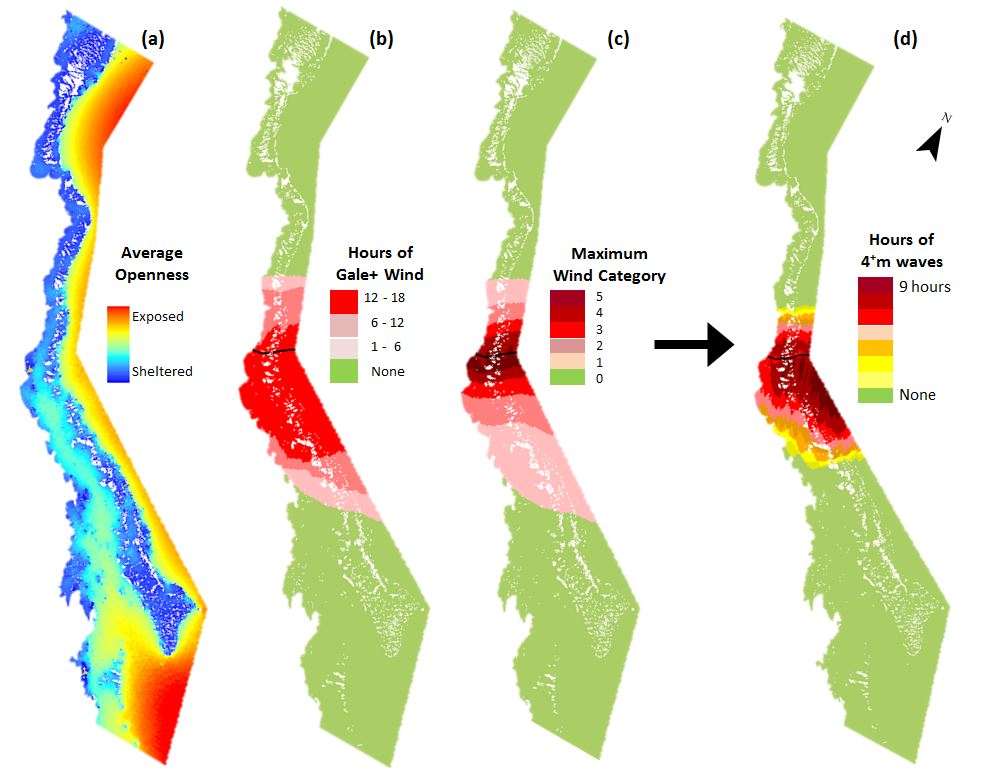 (a)
(b)
(c)
(d)
N
Average
Openness
Exposed
Sheltered
Hours of
Gale+ Wind
12 - 18
6 - 12
1 - 6
None
Maximum
Wind Category
5
4
3
2
1
0
Hours of
4⁺m waves
9 hours
None